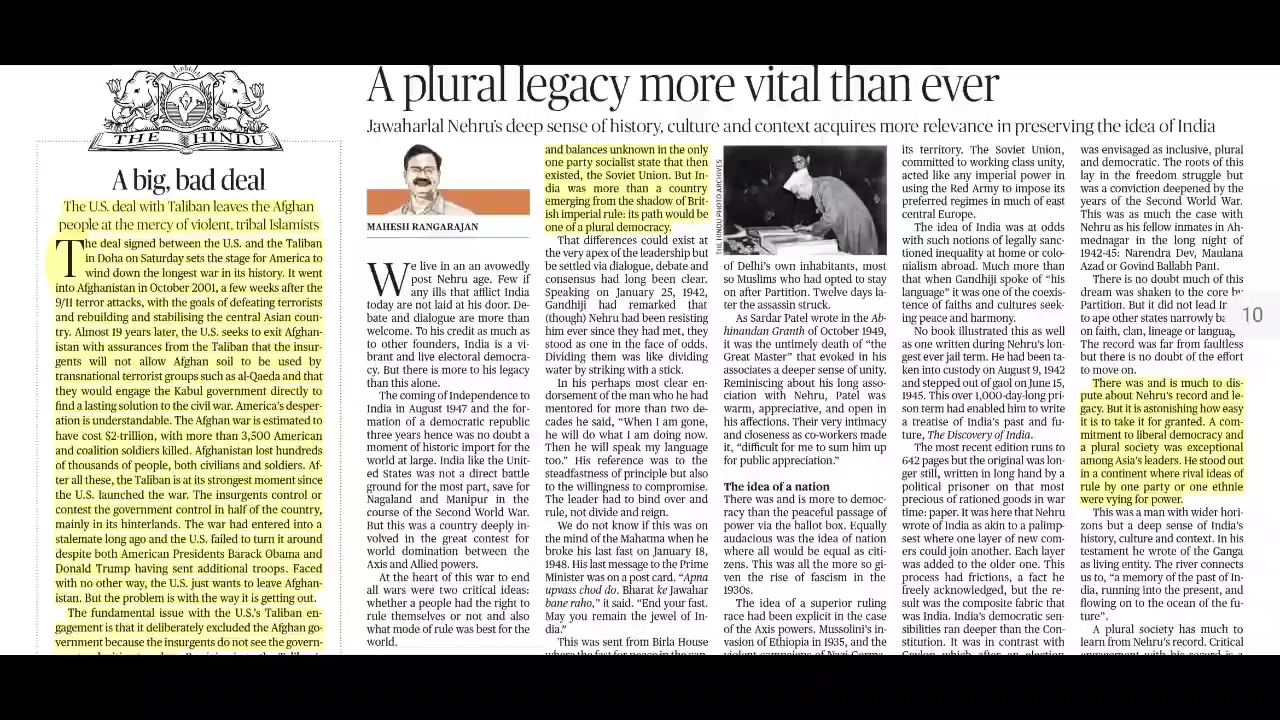 THE HINDU
A big, bad deal
The U.S. deal with Taliban leaves the Afghan
people at the mercy of violent, tribal Islamists
The deal signed between the U.S. and the Taliban
in Doha on Saturday sets the stage for America to
wind down the longest war in its history. It went
into Afghanistan in October 2001, a few weeks after the
9/11 terror attacks, with the goals of defeating terrorists
and rebuilding and stabilising the central Asian coun-
try. Almost 19 years later, the U.S. seeks to exit Afghan-
istan with assurances from the Taliban that the insur-
gents will not allow Afghan soil to be used by
transnational terrorist groups such as al-Qaeda and that
they would engage the Kabul government directly to
find a lasting solution to the civil war. America's desper-
ation is understandable. The Afghan war is estimated to
have cost $2-trillion, with more than 3,500 American
and coalition soldiers killed. Afghanistan lost hundreds
of thousands of people, both civilians and soldiers. Af-
ter all these, the Taliban is at its strongest moment since
the U.S. launched the war. The insurgents control or
contest the government control in half of the country,
mainly in its hinterlands. The war had entered into a
stalemate long ago and the U.S. failed to turn it around
despite both American Presidents Barack Obama and
Donald Trump having sent additional troops. Faced
with no other way, the U.S. just wants to leave Afghan-
istan. But the problem is with the way it is getting out.
The fundamental issue with the U.S.'s Taliban en-
gagement is that it deliberately excluded the Afghan go-
vernment because the insurgents do not see the govern-
A plural legacy more vital than ever
Jawaharlal Nehru's deep sense of history, culture and context acquires more relevance in preserving the idea of India
MAHESH RANGARAJAN
We live in an an avowedly
post Nehru age. Few if
any ills that afflict India
today are not laid at his door. De-
bate and dialogue are more than
welcome. To his credit as much as
to other founders, India is a vi-
brant and live electoral democra-
cy. But there is more to his legacy
than this alone.
The coming of Independence to
India in August 1947 and the for-
mation of a democratic republic
three years hence was no doubt a
moment of historic import for the
world at large. India like the Unit-
ed States was not a direct battle
ground for the most part, save for
Nagaland and Manipur in the
course of the Second World War.
But this was a country deeply in-
volved in the great contest for
world domination between the
Axis and Allied powers.
At the heart of this war to end
all wars were two critical ideas:
whether a people had the right to
rule themselves or not and also
what mode of rule was best for the
world.
and balances unknown in the only
one party socialist state that then
existed, the Soviet Union. But In-
dia was more than a country
emerging from the shadow of Brit-
ish imperial rule: its path would be
one of a plural democracy.
That differences could exist at
the very apex of the leadership but
be settled via dialogue, debate and
consensus had long been clear.
Speaking on January 25, 1942,
Gandhiji had remarked that
(though) Nehru had been resisting
him ever since they had met, they
stood as one in the face of odds.
Dividing them was like dividing
water by striking with a stick.
In his perhaps most clear en-
dorsement of the man who he had
mentored for more than two de-
cades he said, "When I am gone,
he will do what I am doing now.
Then he will speak my language
too." His reference was to the
steadfastness of principle but also
to the willingness to compromise.
The leader had to bind over and
rule, not divide and reign.
We do not know if this was on
the mind of the Mahatma when he
broke his last fast on January 18,
1948. His last message to the Prime
Minister was on a post card. "Apna
upvass chod do. Bharat ke Jawahar
bane raho," it said. "End your fast.
May you remain the jewel of In-
dia."
This was sent from Birla House
THE HINDU PHOTO ARCHIVES
of Delhi's own inhabitants, most
so Muslims who had opted to stay
on after Partition. Twelve days la-
ter the assassin struck.
As Sardar Patel wrote in the Ab-
hinandan Granth of October 1949,
it was the untimely death of "the
Great Master" that evoked in his
associates a deeper sense of unity.
Reminiscing about his long asso-
ciation with Nehru, Patel was
warm, appreciative, and open in
his affections. Their very intimacy
and closeness as co-workers made
it, "difficult for me to sum him up
for public appreciation."
The idea of a nation
There was and is more to democ-
racy than the peaceful passage of
power via the ballot box. Equally
audacious was the idea of nation
where all would be equal as citi-
zens. This was all the more so gi-
ven the rise of fascism in the
1930s.
The idea of a superior ruling
race had been explicit in the case
of the Axis powers. Mussolini's in-
vasion of Ethiopia in 1935, and the
its territory. The Soviet Union,
committed to working class unity,
acted like any imperial power in
using the Red Army to impose its
preferred regimes in much of east
central Europe.
The idea of India was at odds
with such notions of legally sanc-
tioned inequality at home or co-
lonialism abroad. Much more than
that when Gandhiji spoke of "his
language" it was one of the coexis-
tence of faiths and cultures seek-
ing peace and harmony.
No book illustrated this as well
as one written during Nehru's long-
est ever jail term. He had been ta-
ken into custody on August 9, 1942
and stepped out of gaol on June 15,
1945. This over 1,000-day-long pri-
son term had enabled him to write
a treatise of India's past and fu-
ture, The Discovery of India.
The most recent edition runs to
642 pages but the original was lon-
ger still, written in long hand by a
political prisoner on that most
precious of rationed goods in war
time: paper. It was here that Nehru
wrote of India as akin to a palimp-
sest where one layer of new com-
ers could join another. Each layer
was added to the older one. This
process had frictions, a fact he
freely acknowledged, but the re-
sult was the composite fabric that
was India. India's democratic sen-
sibilities ran deeper than the Con-
stitution. It was in contrast with
was envisaged as inclusive, plural
and democratic. The roots of this
lay in the freedom struggle but
was a conviction deepened by the
years of the Second World War.
This was as much the case with
Nehru as his fellow inmates in Ah-
mednagar in the long night of
1942-45: Narendra Dev, Maulana
Azad or Govind Ballabh Pant.
There is no doubt much of this
dream was shaken to the core by
Partition. But it did not lead
to ape other states narrowly
on faith, clan, lineage or
The record was far from faultless
but there is no doubt of the effort
to move on.
There was and is much to dis-
pute about Nehru's record and le-
gacy. But it is astonishing how easy
it is to take it for granted. A com-
mitment to liberal democracy and
a plural society was exceptional
among Asia's leaders. He stood out
in a continent where rival ideas of
rule by one party or one ethnie
were vying for power.
This was a man with wider hori-
zons but a deep sense of India's
history, culture and context. In his
testament he wrote of the Ganga
as living entity. The river connects
us to, "a memory of the past of In-
dia, running into the present, and
flowing on to the ocean of the fu-
ture".
A plural society has much to
learn from Nehru's record. Critical
10